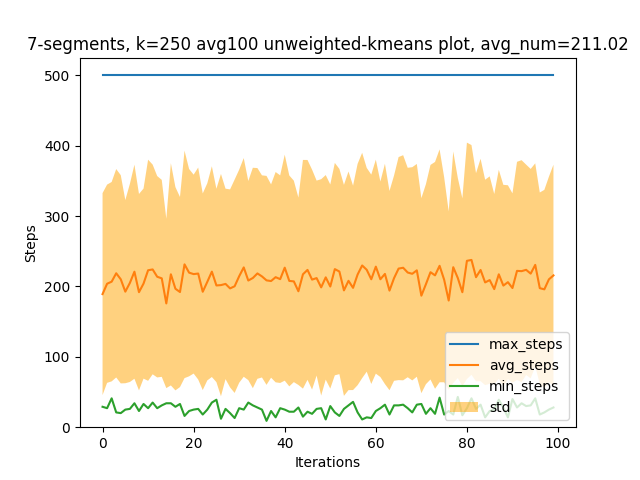 7-segments, k=250 avg100 unweighted-kmeans plot, avg_num=211.02
500
400
300
200
100
0
Steps
max_steps
avg_steps
min_steps
std
0 20 40 60 80 100
Iterations